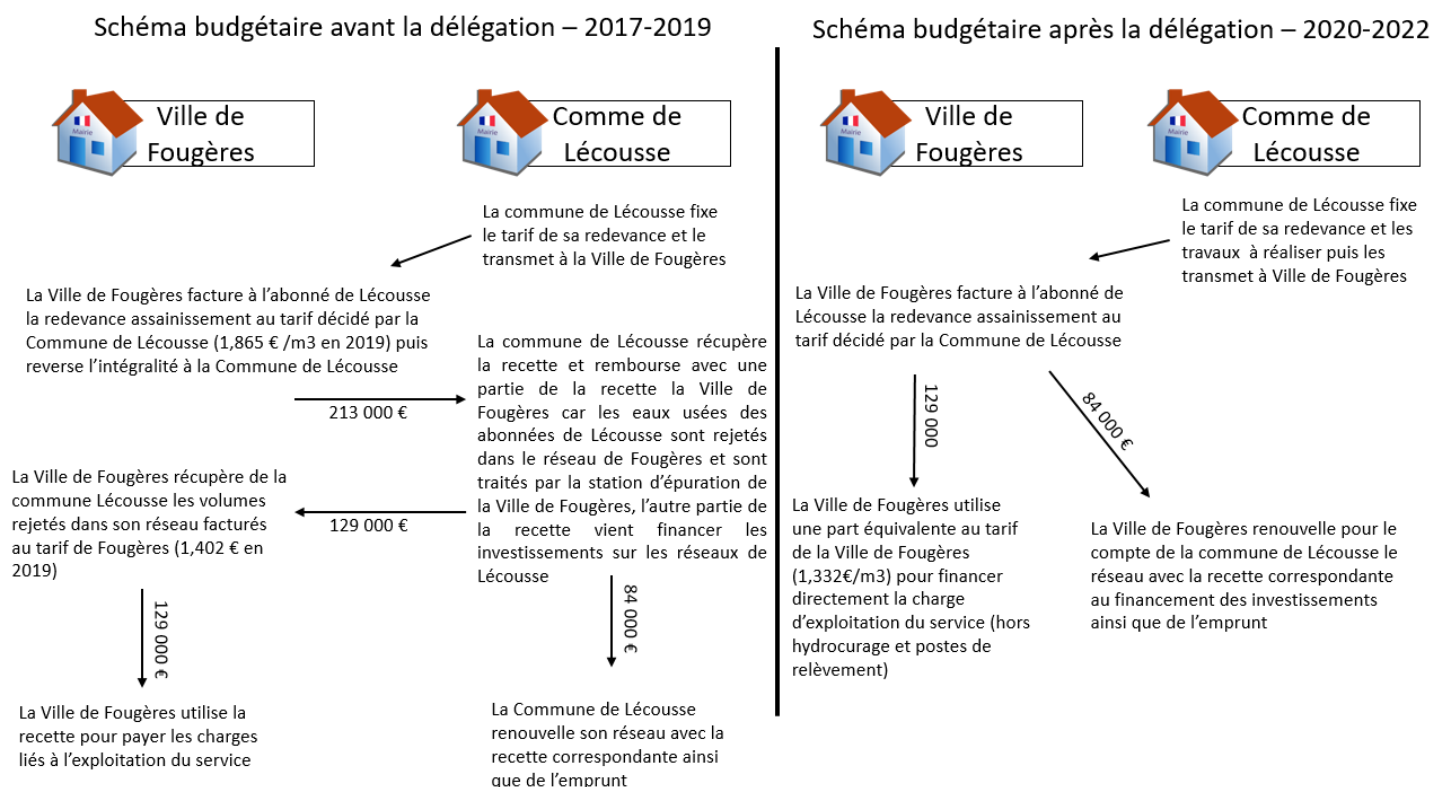 Schéma budgétaire avant la délégation – 2017-2019
Mairie
Ville de
Fougères
Mairie
Comme de
Lécousse
La commune de Lécousse fixe
le tarif de sa redevance et le
transmet à la Ville de Fougères
La Ville de Fougères facture à l’abonné de Lécousse
la redevance assainissement au tarif décidé par la
Commune de Lécousse (1,865 € /m3 en 2019) puis
reverse l’intégralité à la Commune de Lécousse
213 000 €
La commune de Lécousse récupère
la recette et rembourse avec une
partie de la recette la Ville de
Fougères car les eaux usées des
abonnées de Lécousse sont rejetés
dans le réseau de Fougères et sont
traités par la station d’épuration de
la Ville de Fougères, l’autre partie de
la recette vient financer les
investissements sur les réseaux de
Lécousse
129 000 €
La Ville de Fougères récupère de la
commune Lécousse les volumes
rejetés dans son réseau facturés
au tarif de Fougères (1,402 € en
2019)
129 000 €
La Ville de Fougères utilise la
recette pour payer les charges
liés à l’exploitation du service
84 000 €
La Commune de Lécousse
renouvelle son réseau avec la
recette correspondante ainsi
que de l’emprunt
Schéma budgétaire après la délégation – 2020-2022
Mairie
Ville de
Fougères
Mairie
Comme de
Lécousse
La commune de Lécousse fixe
le tarif de sa redevance et les
travaux à réaliser puis les
transmet à Ville de Fougères
La Ville de Fougères facture à l’abonné de
Lécousse la redevance assainissement au
tarif décidé par la Commune de Lécousse
129 000
84 000 €
La Ville de Fougères utilise
une part équivalente au tarif
de la Ville de Fougères
(1,332€/m3) pour financer
directement la charge
d’exploitation du service (hors
hydrocurage et postes de
relèvement)
La Ville de Fougères renouvelle pour le
compte de la commune de Lécousse le
réseau avec la recette correspondante
au financement des investissements
ainsi que de l’emprunt